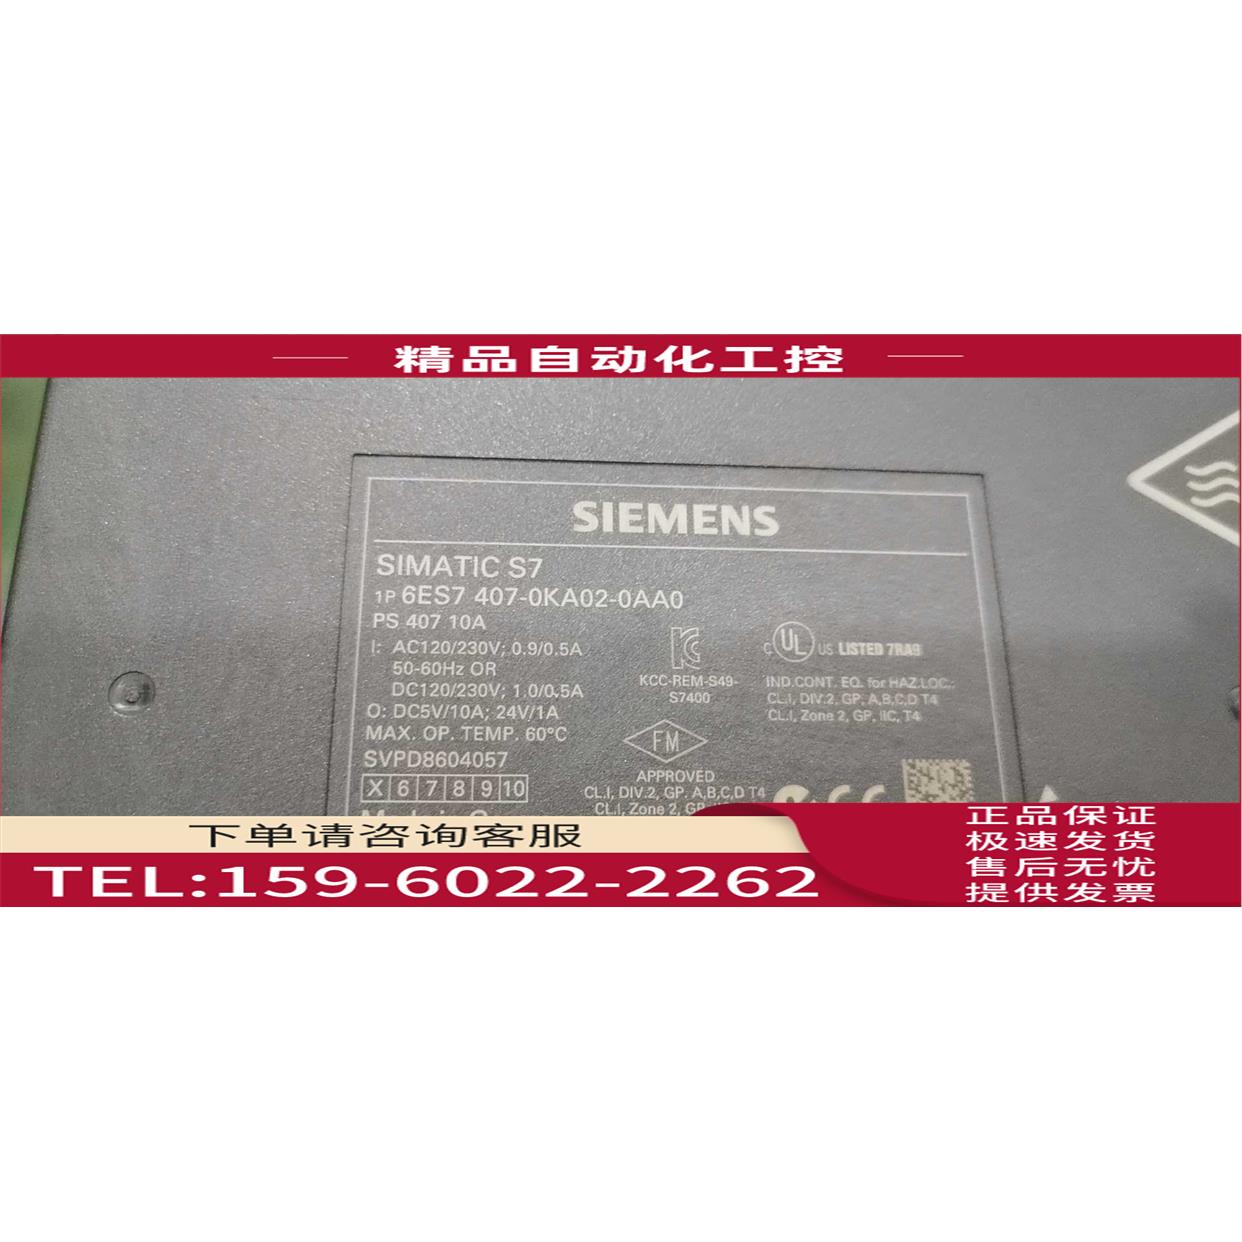 精品自动化工控
SIEMENS
SIMATIC S7
1P 6ES7 407-0KA02-0AA0
PS 407 10A
I: AC120/230V; 0.9/0.5A
50-60Hz OR
DC120/230V; 1.0/0.5A
O: DC5V/10A; 24V/1A
MAX. OP. TEMP. 60°C
SVPD8604057
X 6 7 8 9 10
KCC-REM-S49-
S7400
C UL US LISTED 7RA9
IND.CONT. EQ. for HAZ.LOC.
CL.I, DIV.2, GP. A,B,C,D T4
CL.I, Zone 2, GP. IIC, T4
FM
APPROVED
CL.I, DIV.2, GP. A,B,C,D T4
CL.I, Zone 2, GP.
下单请咨询客服
TEL:159-6022-2262
正品保证
极速发货
售后无忧
提供发票